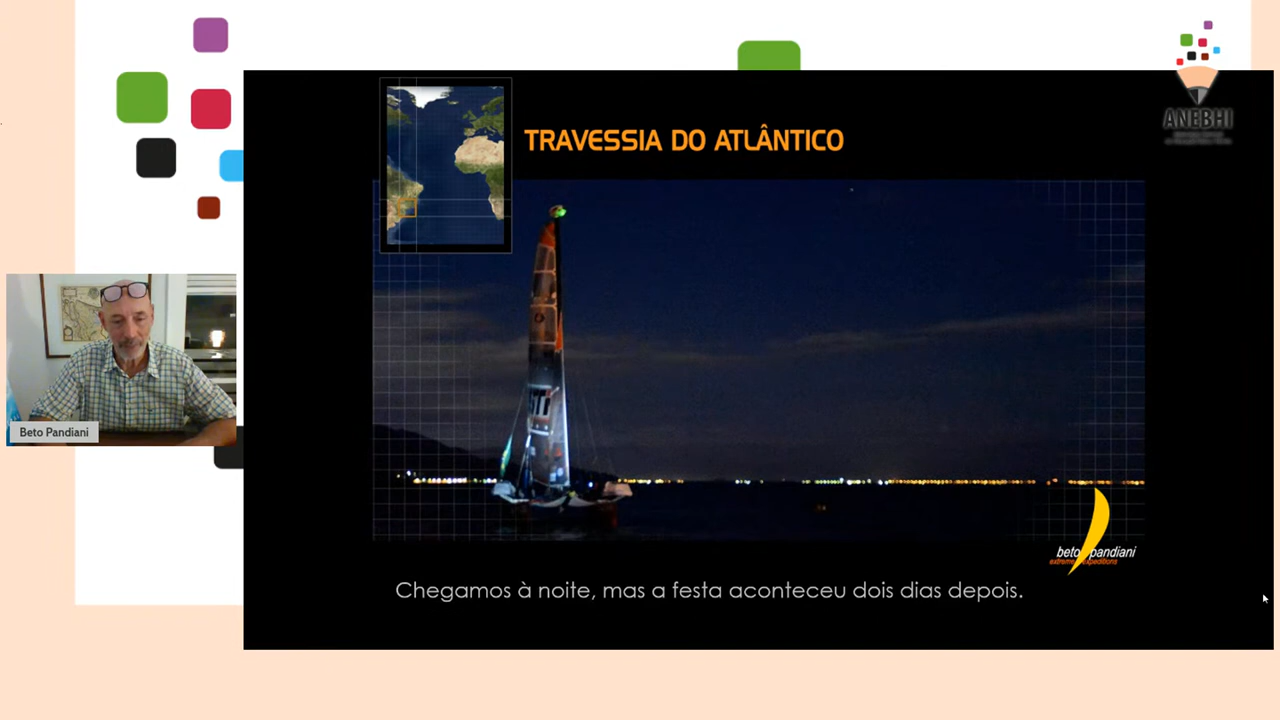 ANEBHI
TRAVESSIA DO ATLÂNTICO
Beto Pandiani
beto pandiani
extreme expeditions
Chegamos à noite, mas a festa aconteceu dois dias depois.